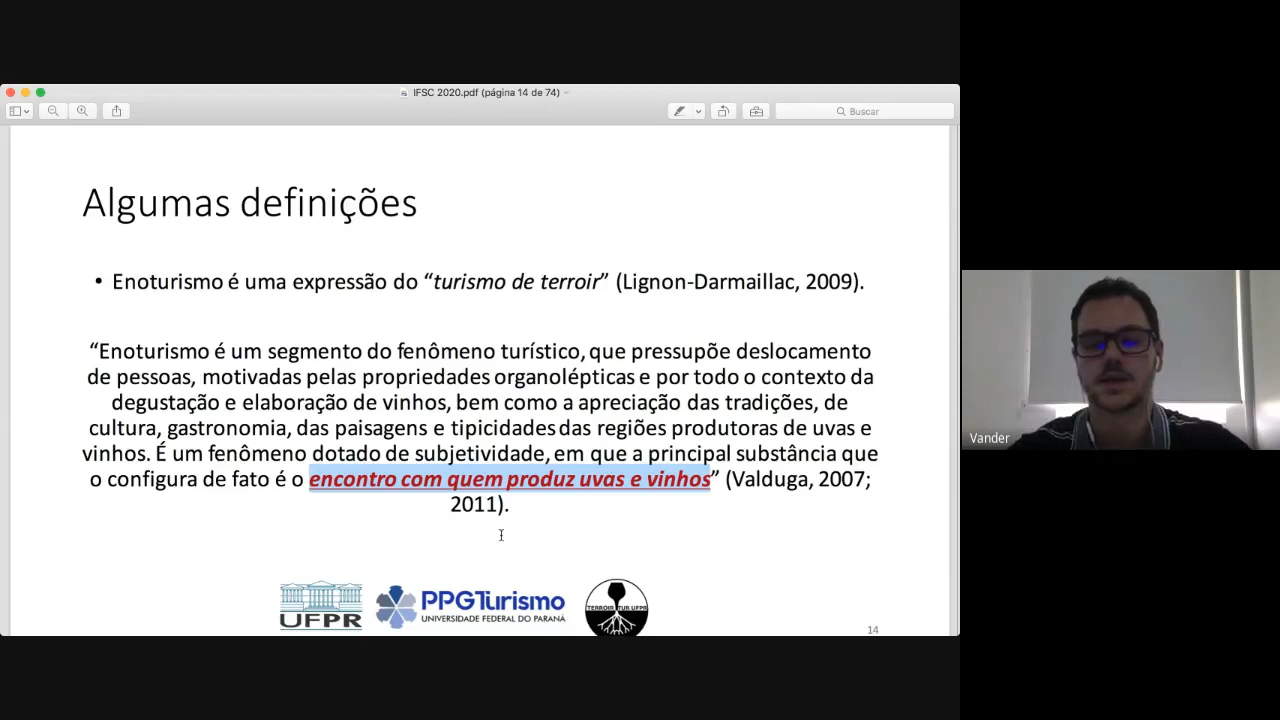 IFSC 2020.pdf (página 14 de 74)
Buscar
Algumas definições
• Enoturismo é uma expressão do “turismo de terroir” (Lignon-Darmaillac, 2009).
“Enoturismo é um segmento do fenômeno turístico, que pressupõe deslocamento
de pessoas, motivadas pelas propriedades organolépticas e por todo o contexto da
degustação e elaboração de vinhos, bem como a apreciação das tradições, de
cultura, gastronomia, das paisagens e tipicidades das regiões produtoras de uvas e
vinhos. É um fenômeno dotado de subjetividade, em que a principal substância que
o configura de fato é o encontro com quem produz uvas e vinhos” (Valduga, 2007;
2011).
UFPR
PPGTurismo
UNIVERSIDADE FEDERAL DO PARANÁ
TERROIR TUR UFPR
14
Vander